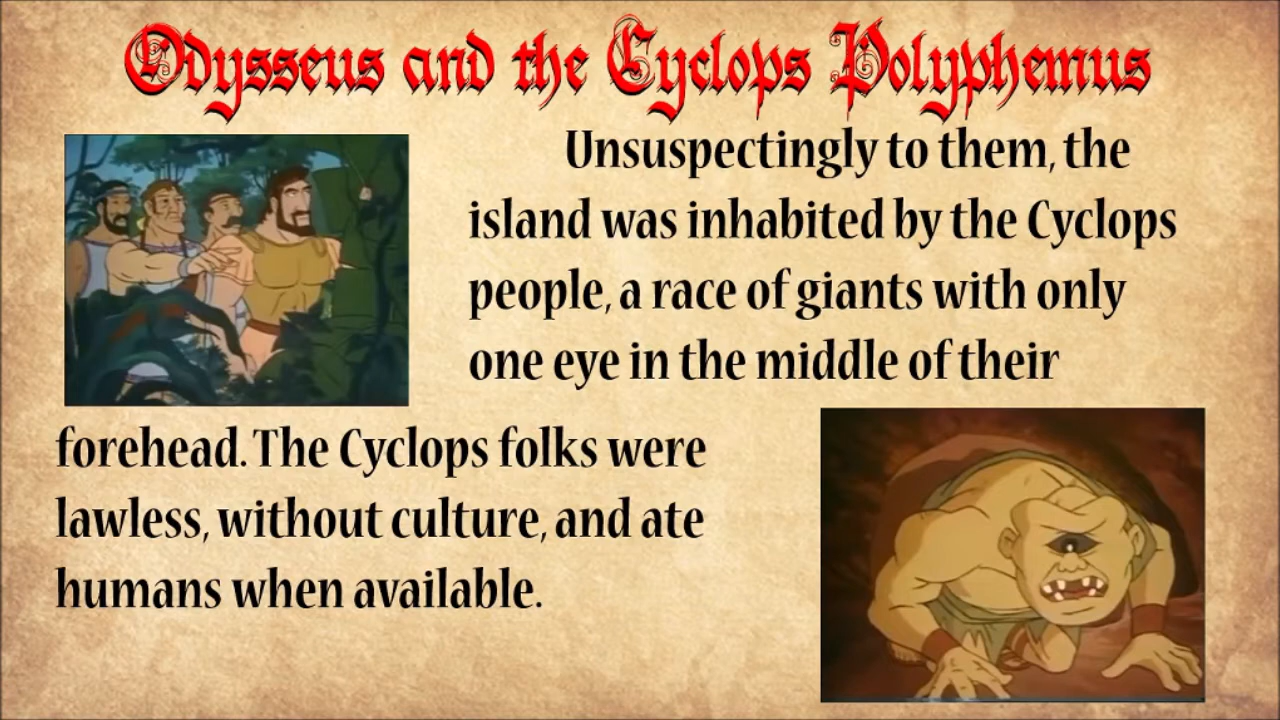 Odysseus and the Cyclops Polyphemus
Unsuspectingly to them, the
island was inhabited by the Cyclops
people, a race of giants with only
one eye in the middle of their
forehead. The Cyclops folks were
lawless, without culture, and ate
humans when available.